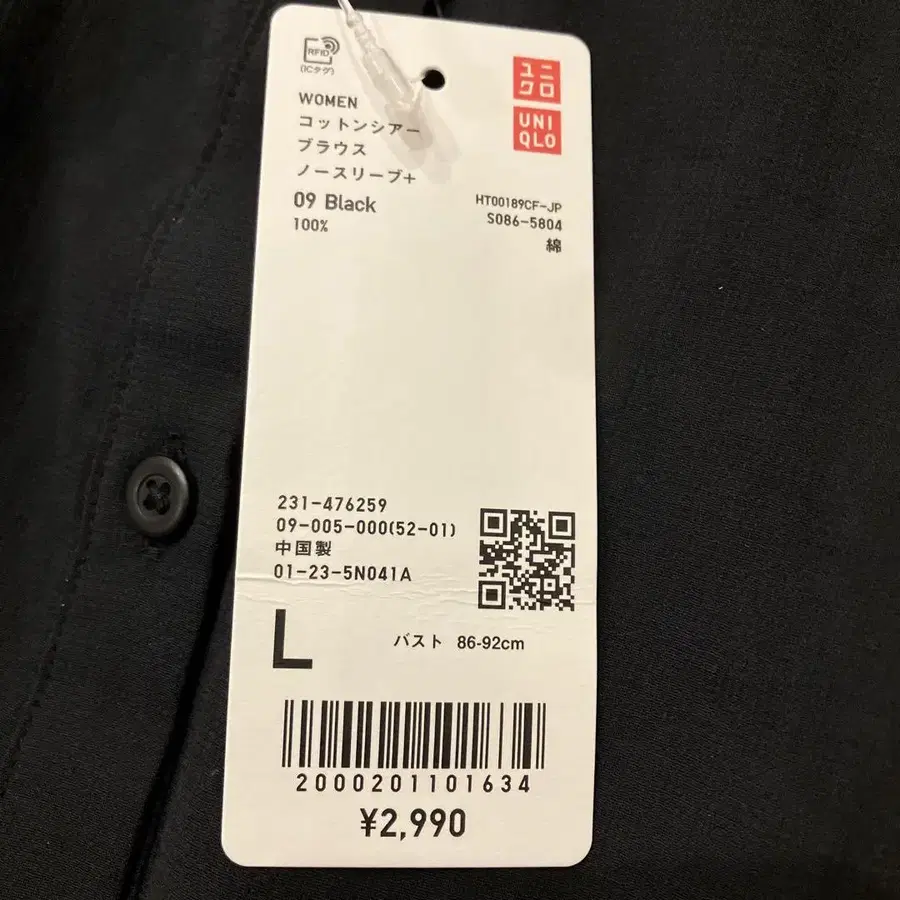 RFID
(ICタグ)
ユニ
クロ
UNI
QLO
WOMEN
コットンシアー
ブラウス
ノースリーブ+
09 Black
HT00189CF-JP
S086-5804
100%
綿
231-476259
09-005-000(52-01)
中国製
01-23-5N041A
L
バスト 86-92cm
2000201101634
¥2,990